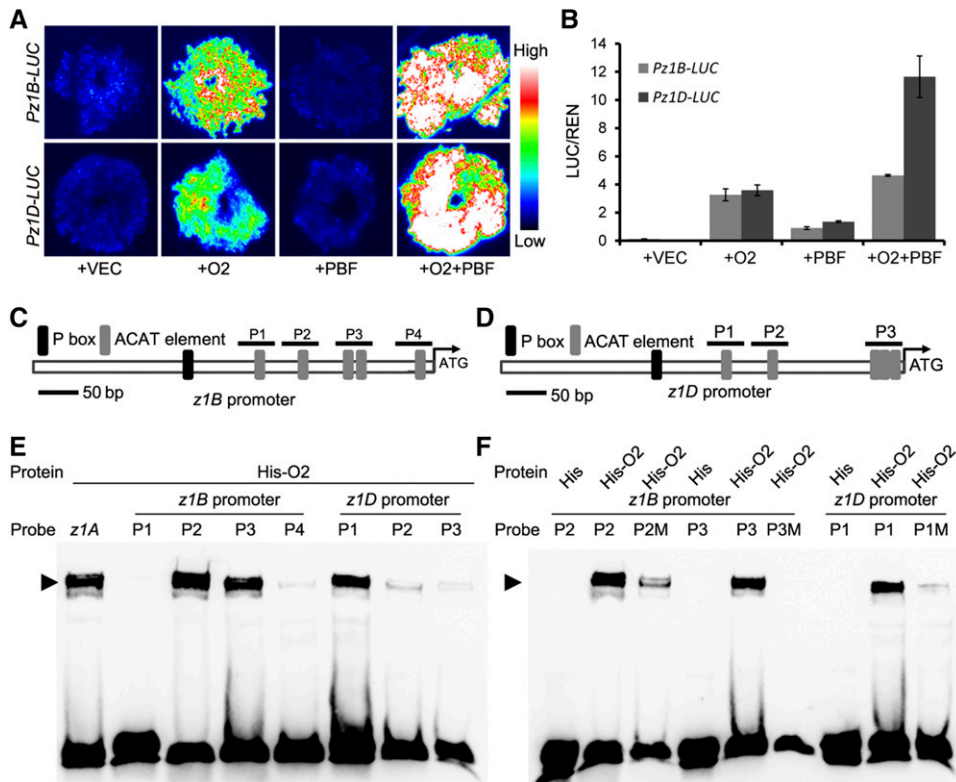 A
Pz1B-LUC
Pz1D-LUC
High
Low
+VEC +O2 +PBF +O2+PBF
B
LUC/REN
14
12
10
8
6
4
2
0
Pz1B-LUC
Pz1D-LUC
+VEC +O2 +PBF +O2+PBF
C
P box ACAT element P1 P2 P3 P4
ATG
50 bp
z1B promoter
D
P box ACAT element P1 P2 P3
ATG
50 bp
z1D promoter
E
Protein His-O2
z1B promoter z1D promoter
Probe z1A P1 P2 P3 P4 P1 P2 P3
F
Protein His His-O2 His-O2 His His-O2 His-O2 His His-O2 His-O2
z1B promoter z1D promoter
Probe P2 P2 P2M P3 P3 P3M P1 P1 P1M